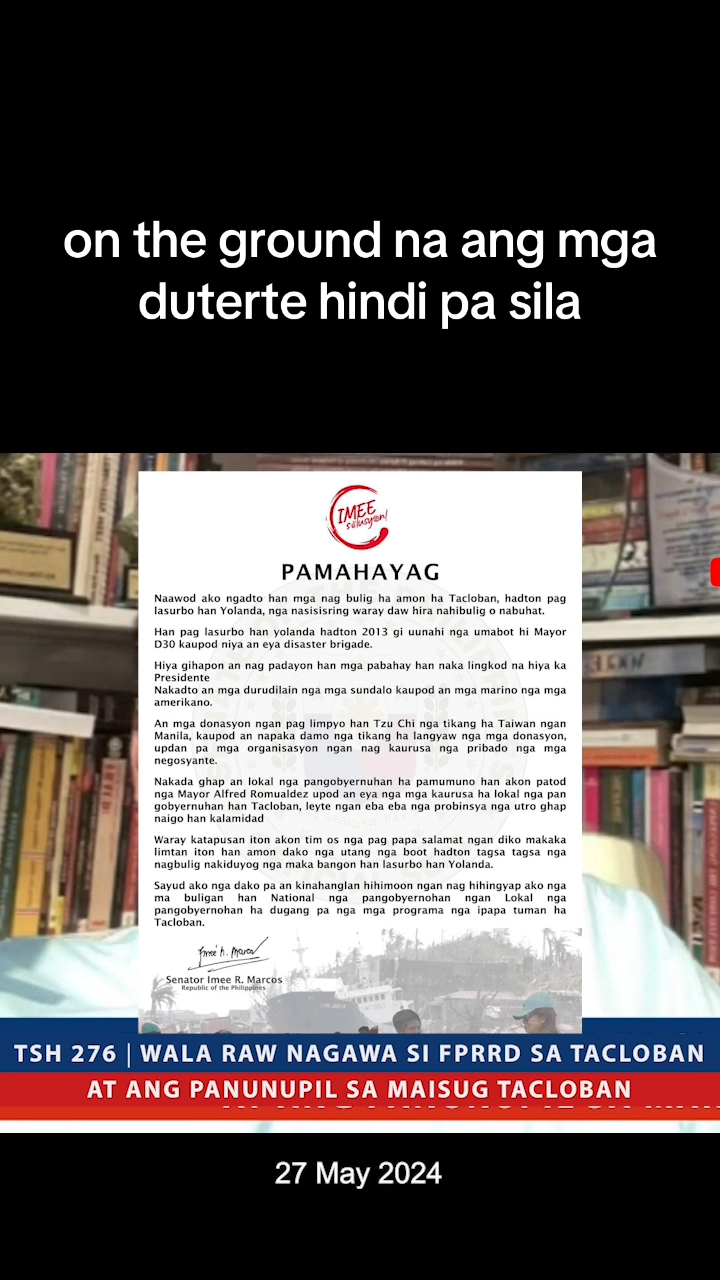 on the ground na ang mga
duterte hindi pa sila
IMEE
solusyon!
PAMAHAYAG
Naawod ako ngadto han mga nag bulig ha amon ha Tacloban, hadton pag
lasurbo han Yolanda, nga nasisisring waray daw hira nahibulig o nabuhat.
Han pag lasurbo han yolanda hadton 2013 gi uunahi nga umabot hi Mayor
D30 kaupod niya an eya disaster brigade.
Hiya gihapon an nag padayon han mga pabahay han naka lingkod na hiya ka
Presidente
Nakadto an mga durudilain nga mga sundalo kaupod an mga marino nga mga
amerikano.
An mga donasyon ngan pag limpyo han Tzu Chi nga tikang ha Taiwan ngan
Manila, kaupod an napaka damo nga tikang ha langyaw nga mga donasyon,
updan pa mga organisasyon ngan nag kaurusa nga pribado nga mga
negosyante.
Nakada ghap an lokal nga pangobyernuhan ha pamumuno han akon patod
nga Mayor Alfred Romualdez upod an eya nga mga kaurusa ha lokal nga pan
gobyernuhan han Tacloban, leyte ngan eba eba nga probinsya nga utro ghap
naigo han kalamidad
Waray katapusan iton akon tim os nga pag papa salamat ngan diko makaka
limtan iton han amon dako nga utang nga boot hadton tagsa tagsa nga
nagbulig nakiduyog nga maka bangon han lasurbo han Yolanda.
Sayud ako nga dako pa an kinahanglan hihimoon ngan nag hihingyap ako nga
ma buligan han National nga pangobyernohan ngan Lokal nga
pangobyernohan ha dugang pa nga mga programa nga ipapa tuman ha
Tacloban.
Senator Imee R. Marcos
Republic of the Philippines
TSH 276 | WALA RAW NAGAWA SI FPRRD SA TACLOBAN
AT ANG PANUNUPIL SA MAISUG TACLOBAN
27 May 2024